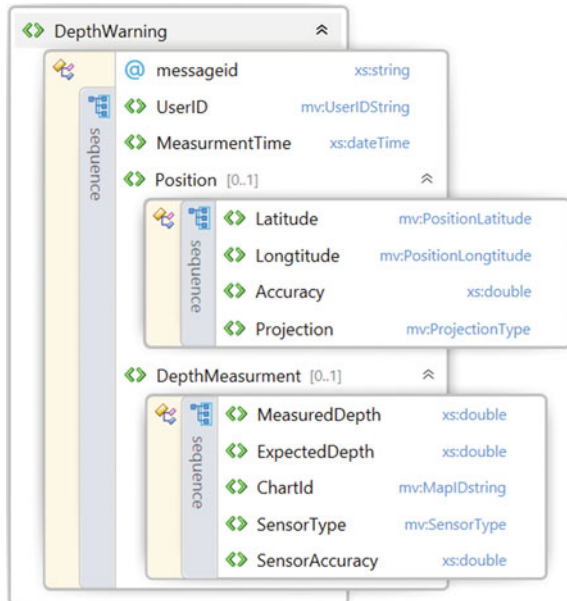 DepthWarning
@ messageid xs:string
UserID mv:UserIDString
MeasurmentTime xs:dateTime
Position [0..1]
Latitude mv:PositionLatitude
Longtitude mv:PositionLongtitude
Accuracy xs:double
Projection mv:ProjectionType
sequence
sequence
DepthMeasurment [0..1]
MeasuredDepth xs:double
ExpectedDepth xs:double
ChartId mv:MapIDstring
SensorType mv:SensorType
SensorAccuracy xs:double
sequence